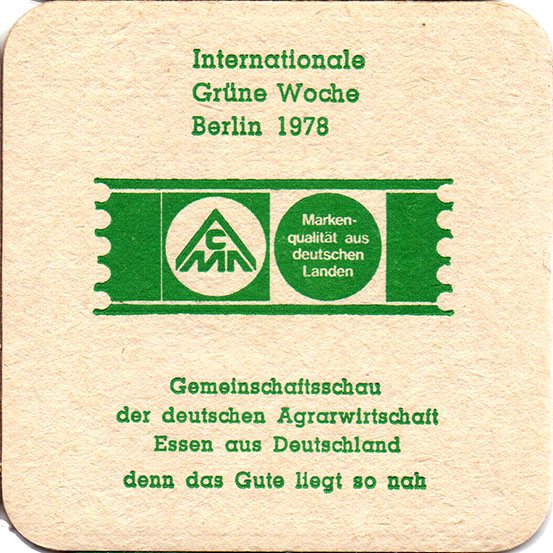 Internationale
Grüne Woche
Berlin 1978
CMA
Marken-
qualität aus
deutschen
Landen
Gemeinschaftsschau
der deutschen Agrarwirtschaft
Essen aus Deutschland
denn das Gute liegt so nah